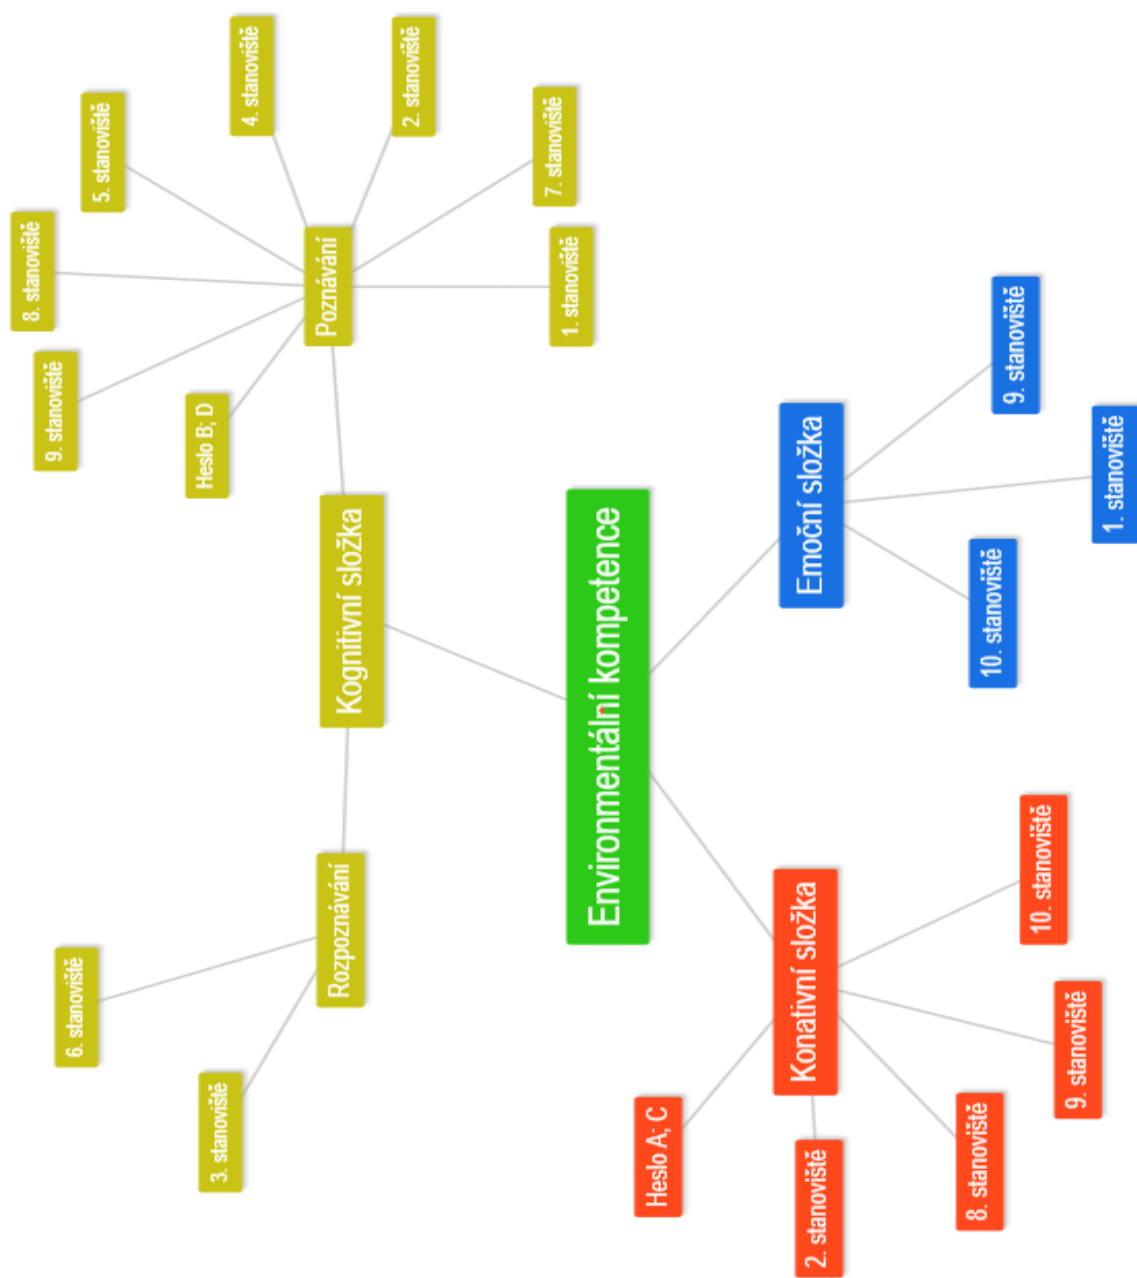 Environmentální kompetence
Kognitivní složka
Rozpoznávání
3. stanoviště
6. stanoviště
Poznávání
Heslo B; D
9. stanoviště
8. stanoviště
5. stanoviště
4. stanoviště
2. stanoviště
7. stanoviště
1. stanoviště
Konativní složka
Heslo A; C
2. stanoviště
8. stanoviště
9. stanoviště
10. stanoviště
Emoční složka
10. stanoviště
1. stanoviště
9. stanoviště